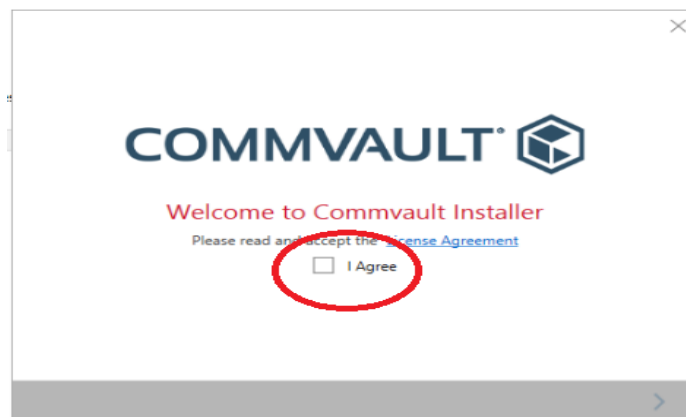 COMMVAULT®
Welcome to Commvault Installer
Please read and accept the License Agreement
I Agree